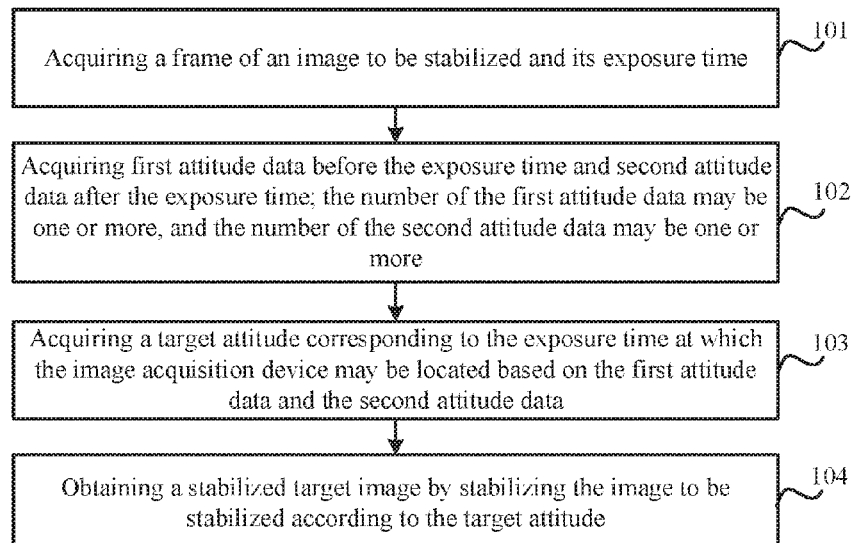 Acquiring a frame of an image to be stabilized and its exposure time
101
Acquiring first attitude data before the exposure time and second attitude
data after the exposure time; the number of the first attitude data may be
one or more, and the number of the second attitude data may be one or
more
102
Acquiring a target attitude corresponding to the exposure time at which
the image acquisition device may be located based on the first attitude
data and the second attitude data
103
Obtaining a stabilized target image by stabilizing the image to be
stabilized according to the target attitude
104